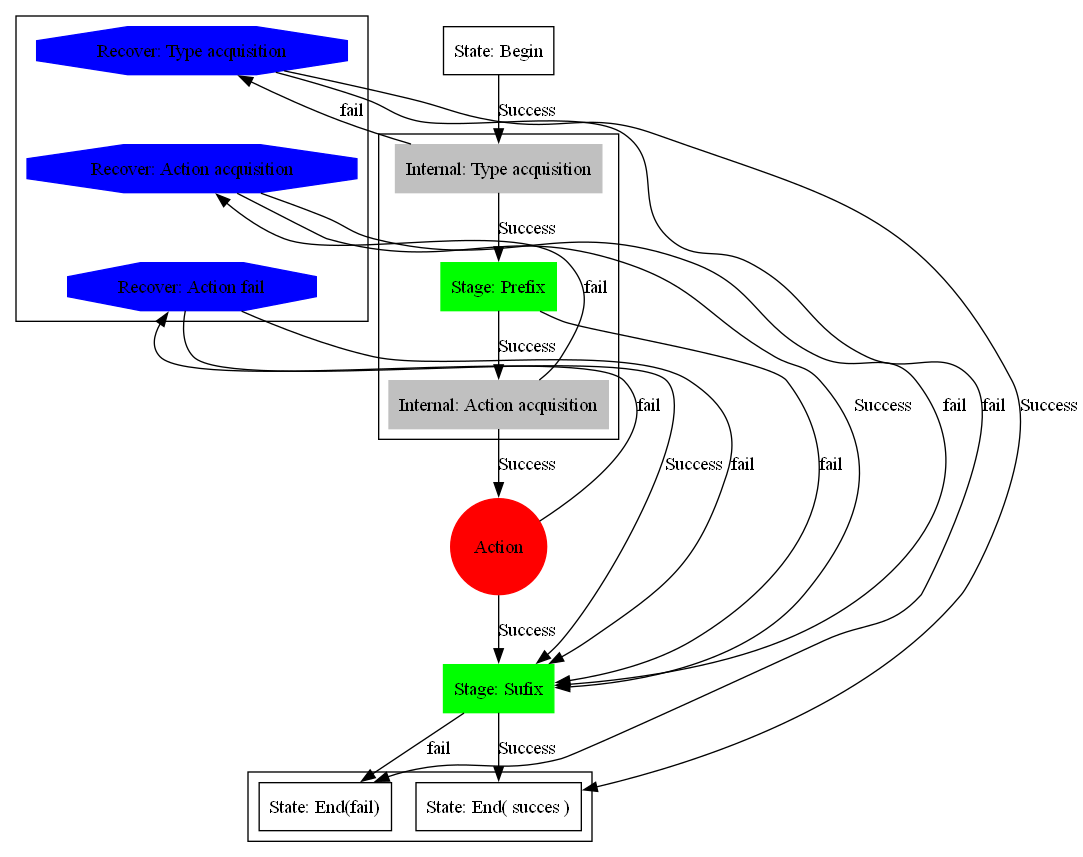 Recover: Type acquisition
State: Begin
fail
Success
Recover: Action acquisition
Internal: Type acquisition
Success
Recover: Action fail
Stage: Prefix
fail
Success
Internal: Action acquisition
fail
Success
fail
fail
Success
Success
Success
fail
fail
Action
Success
Stage: Sufix
fail
Success
State: End(fail)
State: End( succes )